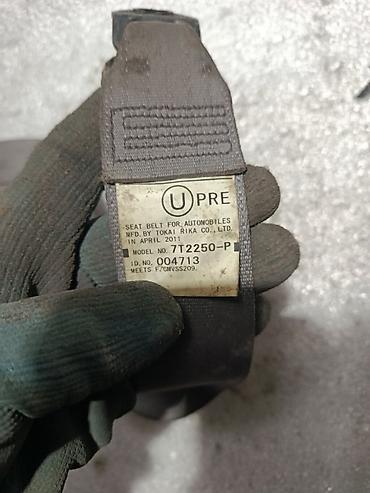 U PRE
SEAT BELT FOR AUTOMOBILES
MFD. BY TOKAI RIKA CO., LTD.
IN APRIL 2011
MODEL NO. 7T2250-P
ID. NO. 004713
MEETS F/CMVSS209.